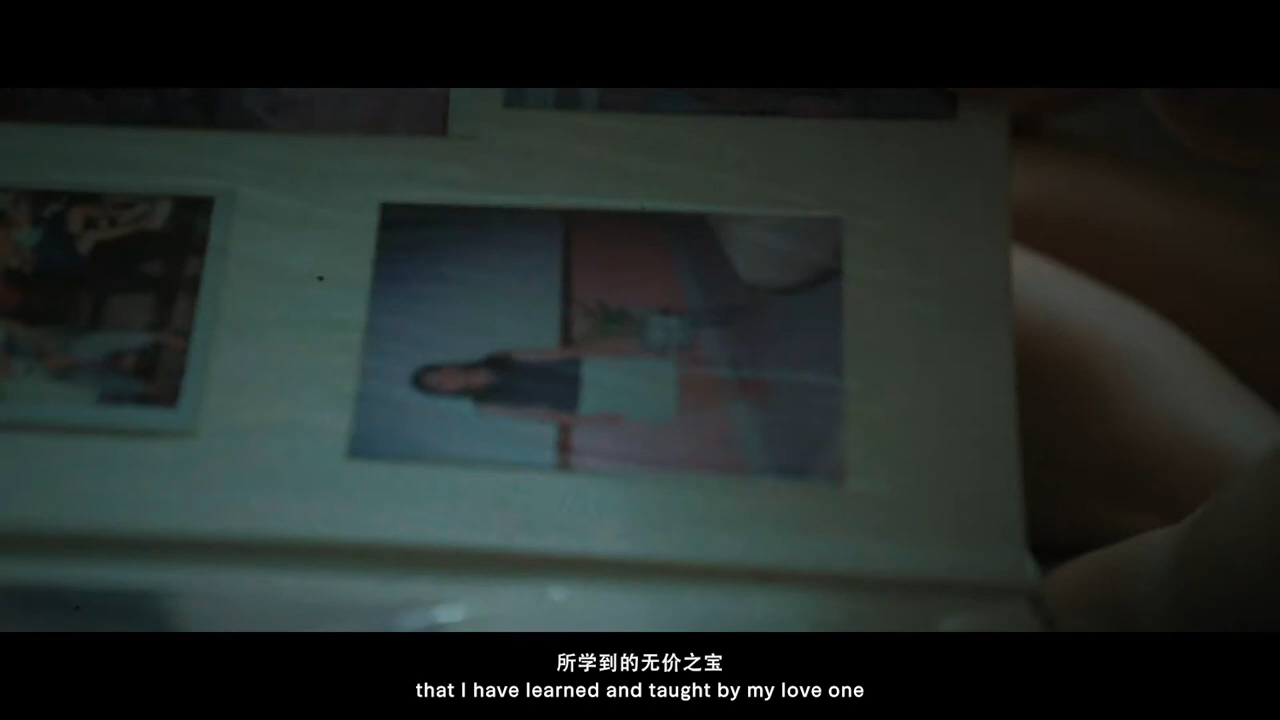 所学到的无价之宝
that I have learned and taught by my love one